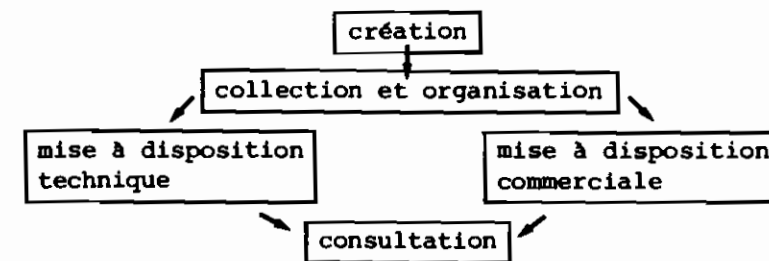 création
collection et organisation
mise à disposition
technique
mise à disposition
commerciale
consultation